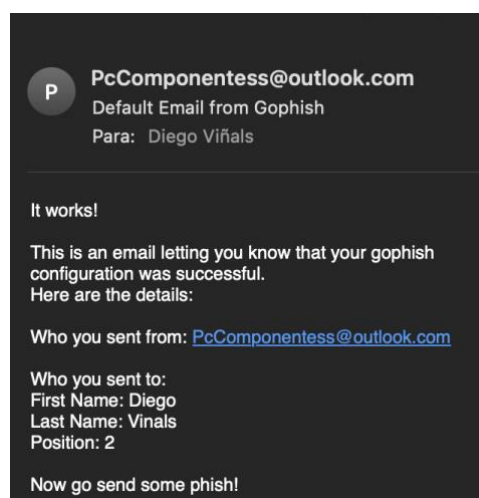 P
PcComponentess@outlook.com
Default Email from Gophish
Para: Diego Viñals
It works!
This is an email letting you know that your gophish
configuration was successful.
Here are the details:
Who you sent from: PcComponentess@outlook.com
Who you sent to:
First Name: Diego
Last Name: Vinals
Position: 2
Now go send some phish!